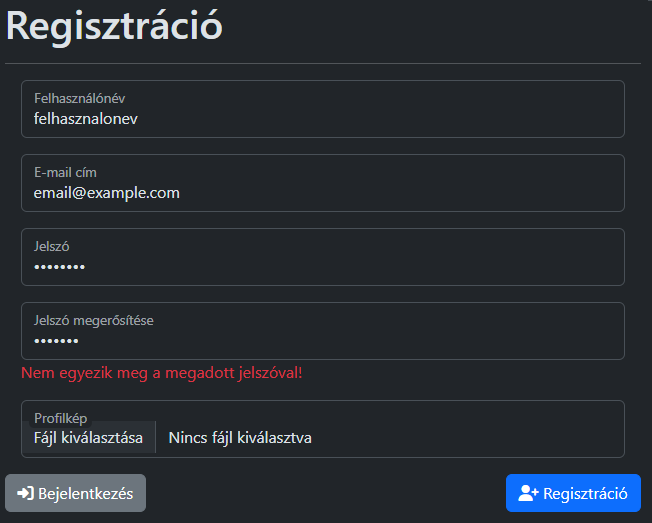 Regisztráció
Felhasználónév
felhasznalonev
E-mail cím
email@example.com
Jelszó
••••••••
Jelszó megerősítése
•••••••
Nem egyezik meg a megadott jelszóval!
Profilkép
Fájl kiválasztása Nincs fájl kiválasztva
Bejelentkezés Regisztráció